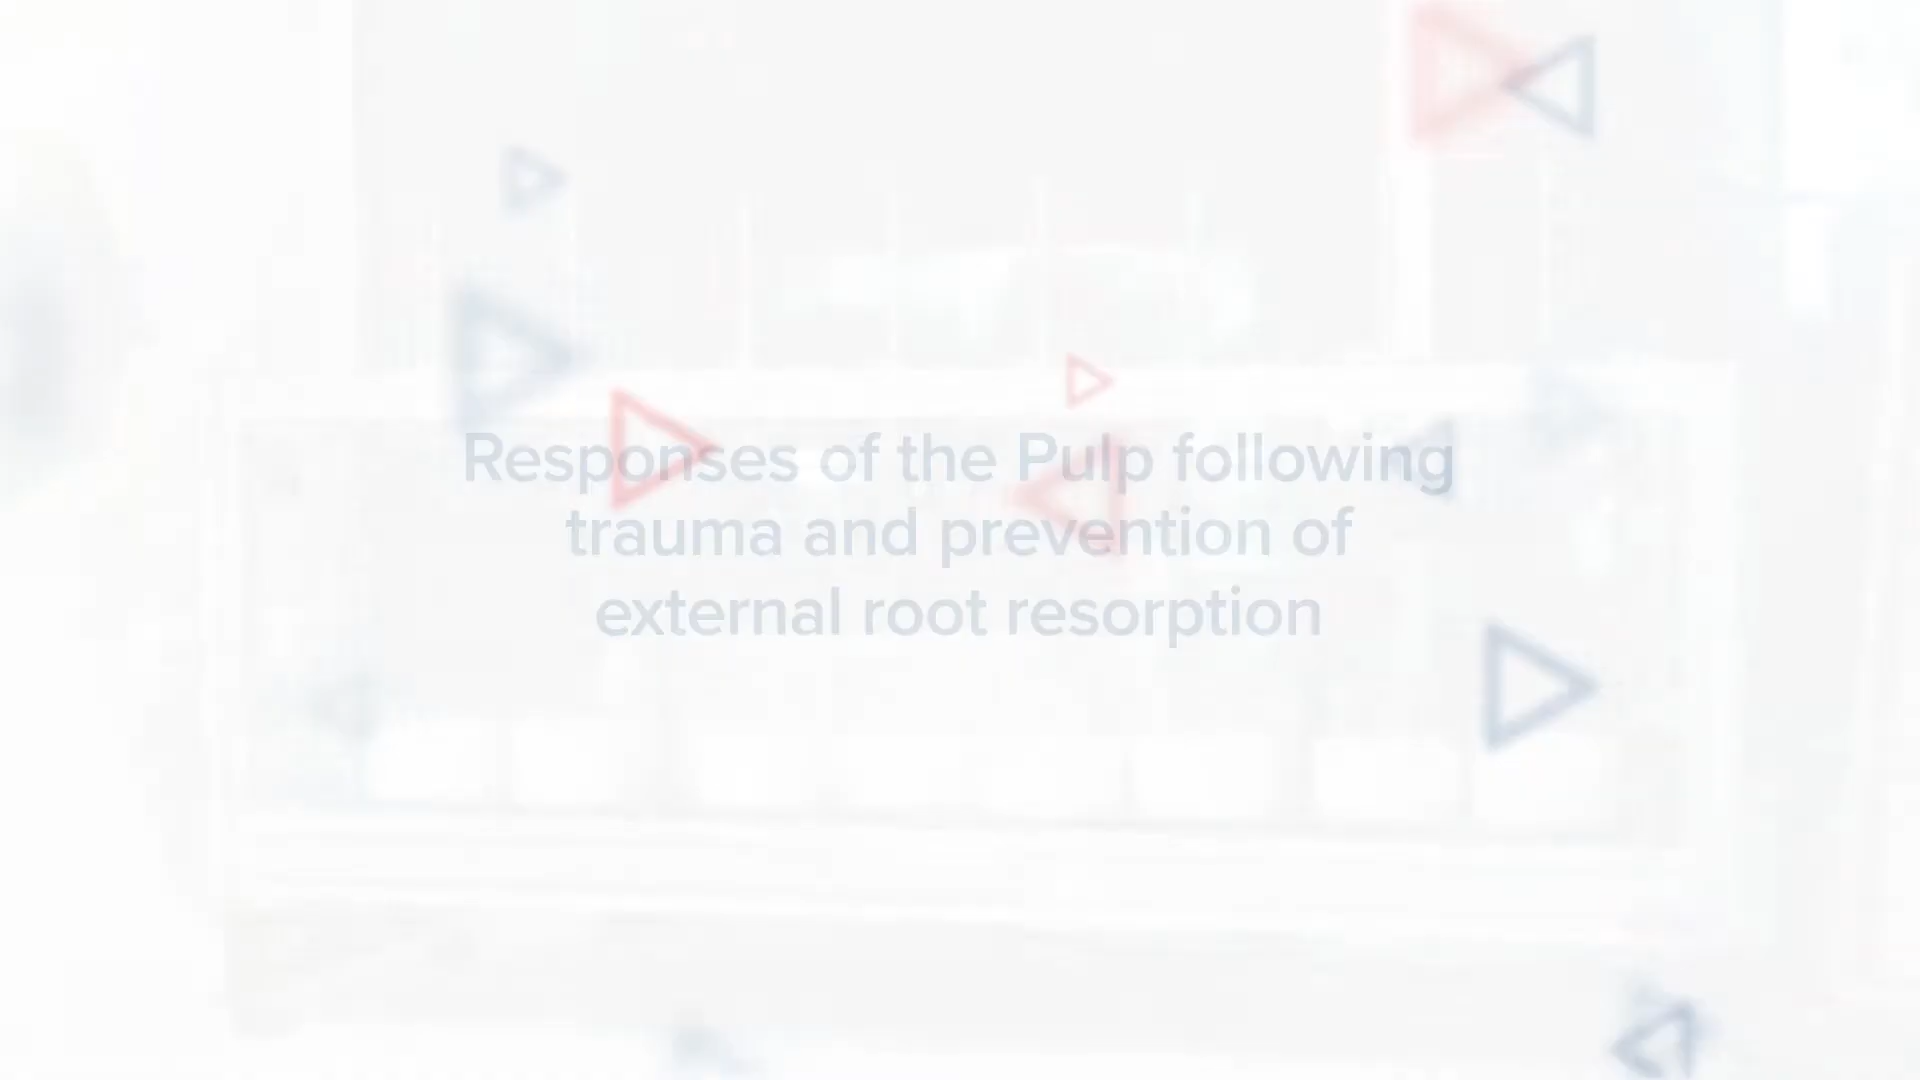 Responses of the Pulp following
trauma and prevention of
external root resorption